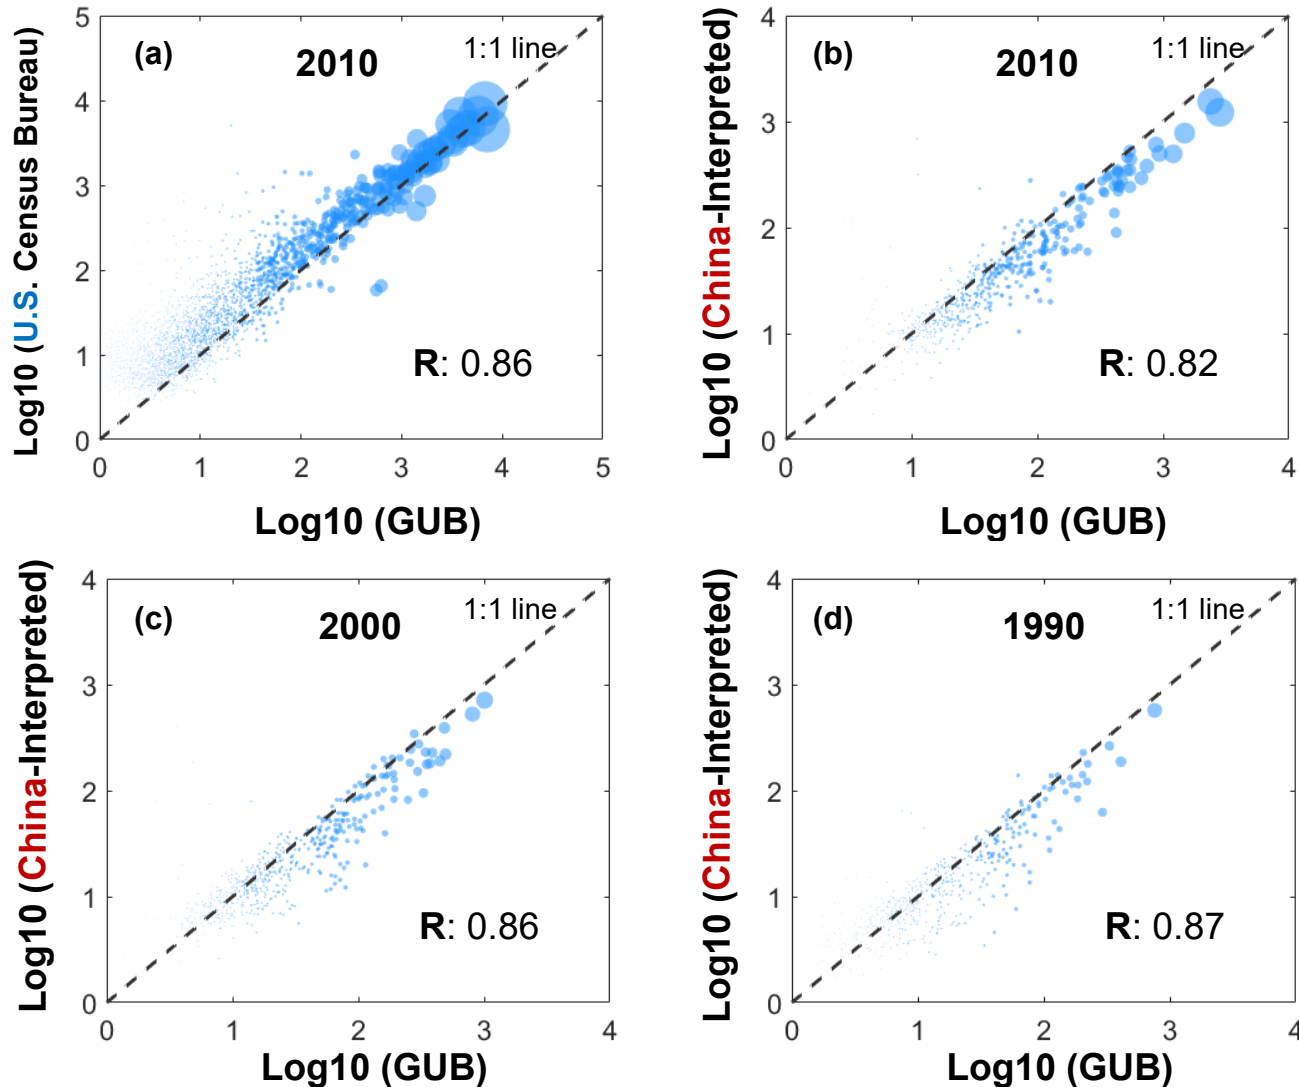 (a)
2010
1:1 line
Log10 (U.S. Census Bureau)
5
4
3
2
1
0
R: 0.86
0 1 2 3 4 5
Log10 (GUB)
(b)
2010
1:1 line
Log10 (China-Interpreted)
4
3
2
1
0
R: 0.82
0 1 2 3 4
Log10 (GUB)
(c)
2000
1:1 line
Log10 (China-Interpreted)
4
3
2
1
0
R: 0.86
0 1 2 3 4
Log10 (GUB)
(d)
1990
1:1 line
Log10 (China-Interpreted)
4
3
2
1
0
R: 0.87
0 1 2 3 4
Log10 (GUB)